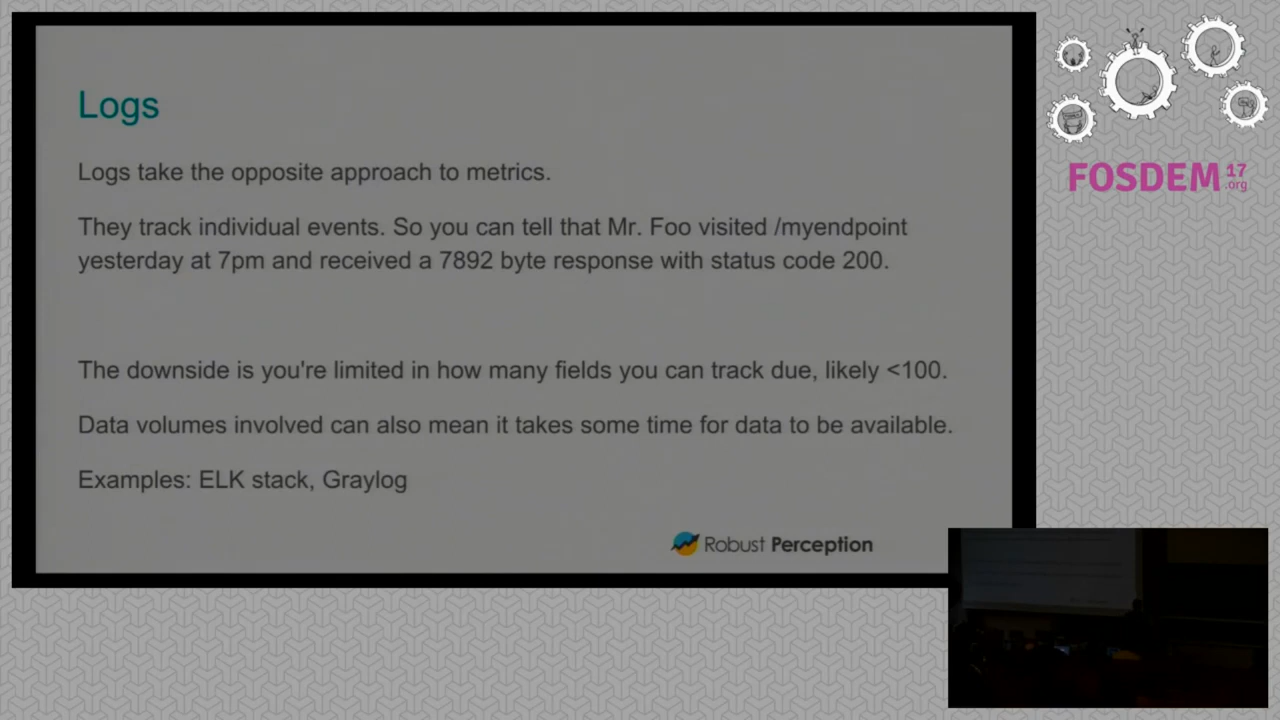 Logs
Logs take the opposite approach to metrics.
They track individual events. So you can tell that Mr. Foo visited /myendpoint
yesterday at 7pm and received a 7892 byte response with status code 200.
The downside is you're limited in how many fields you can track due, likely <100.
Data volumes involved can also mean it takes some time for data to be available.
Examples: ELK stack, Graylog
Robust Perception
FOSDEM 17
.org